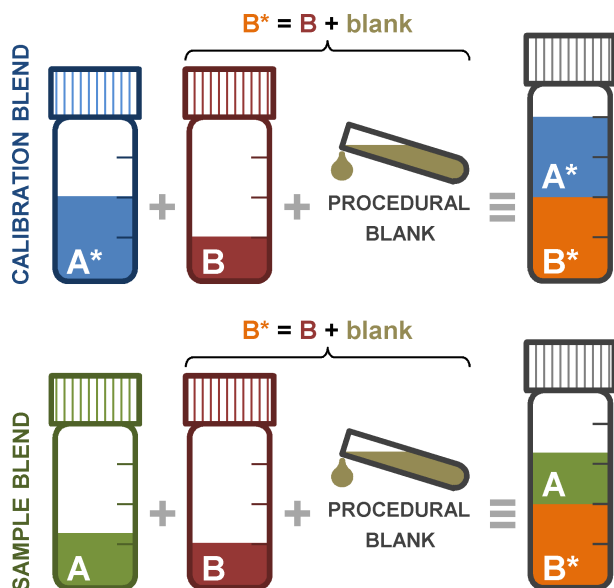 B* = B + blank
CALIBRATION BLEND
A*
+
B
+
PROCEDURAL
BLANK
=
A*
B*
B* = B + blank
SAMPLE BLEND
A
+
B
+
PROCEDURAL
BLANK
=
A
B*